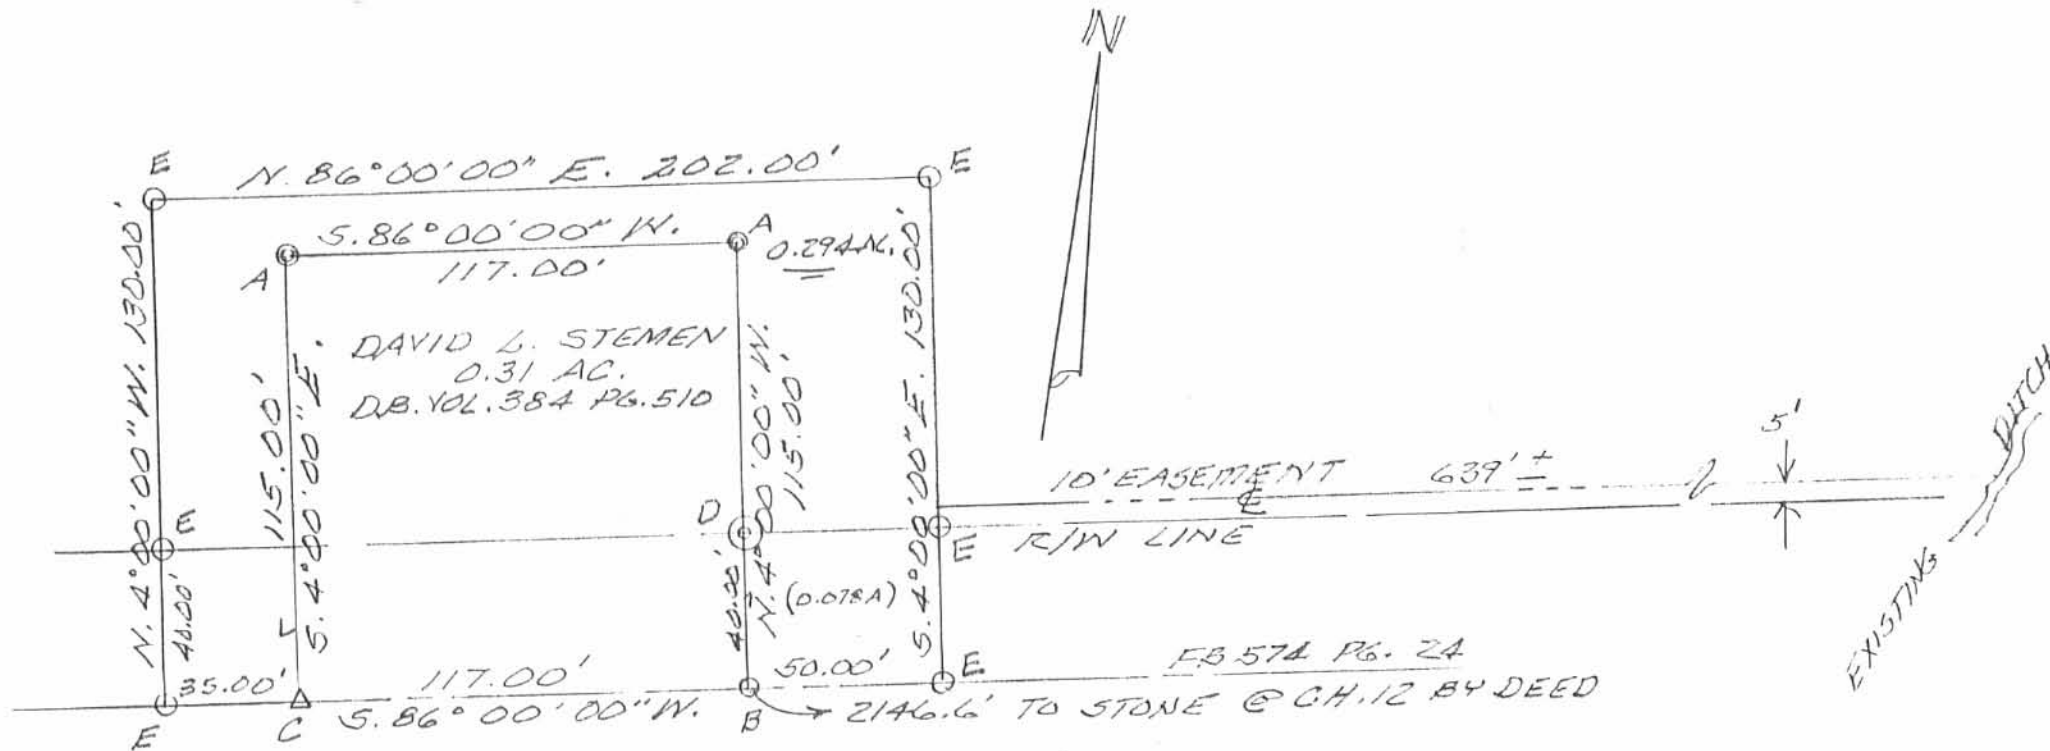 N
E
N. 86°00'00" E. 202.00'
E
S. 86°00'00" W.
A
0.294 AC.
117.00'
A
N. 4°00'00" W. 130.00'
115.00'
S. 4°00'00" E.
DAVID L. STEMEN
0.31 AC.
D.B. VOL. 384 PG. 510
N. 4°00'00" W.
115.00'
S. 4°00'00" E. 130.00'
5'
DITCH
10' EASEMENT 639' ±
℄
E
D
E
R/W LINE
40.00'
40.00'
(0.078A)
EXISTING
35.00'
117.00'
50.00'
E
F.B 574 PG. 24
E
C
S. 86°00'00" W.
B
2146.6' TO STONE @ CH.12 BY DEED